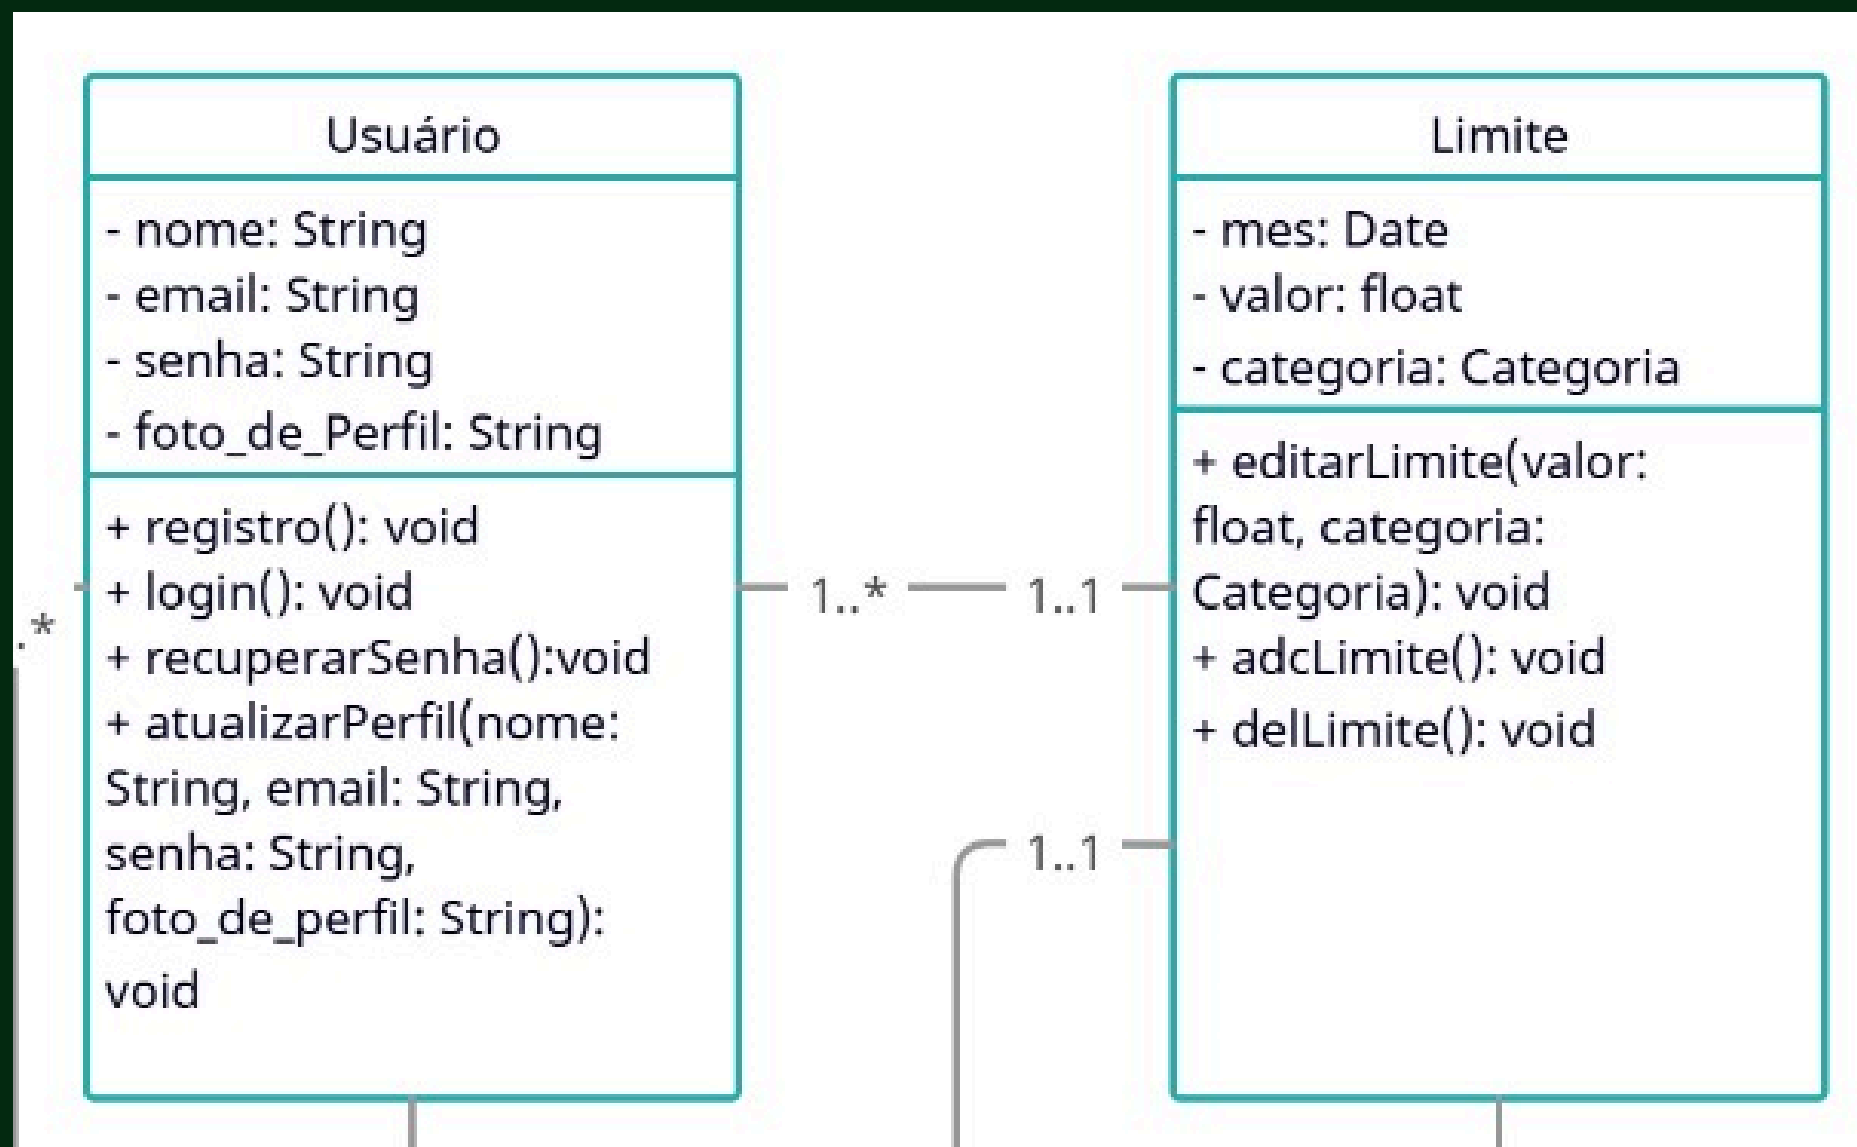 Usuário
- nome: String
- email: String
- senha: String
- foto_de_Perfil: String
+ registro(): void
+ login(): void
+ recuperarSenha():void
+ atualizarPerfil(nome:
String, email: String,
senha: String,
foto_de_perfil: String):
void
.*
1..*
1..1
1..1
Limite
- mes: Date
- valor: float
- categoria: Categoria
+ editarLimite(valor:
float, categoria:
Categoria): void
+ adcLimite(): void
+ delLimite(): void